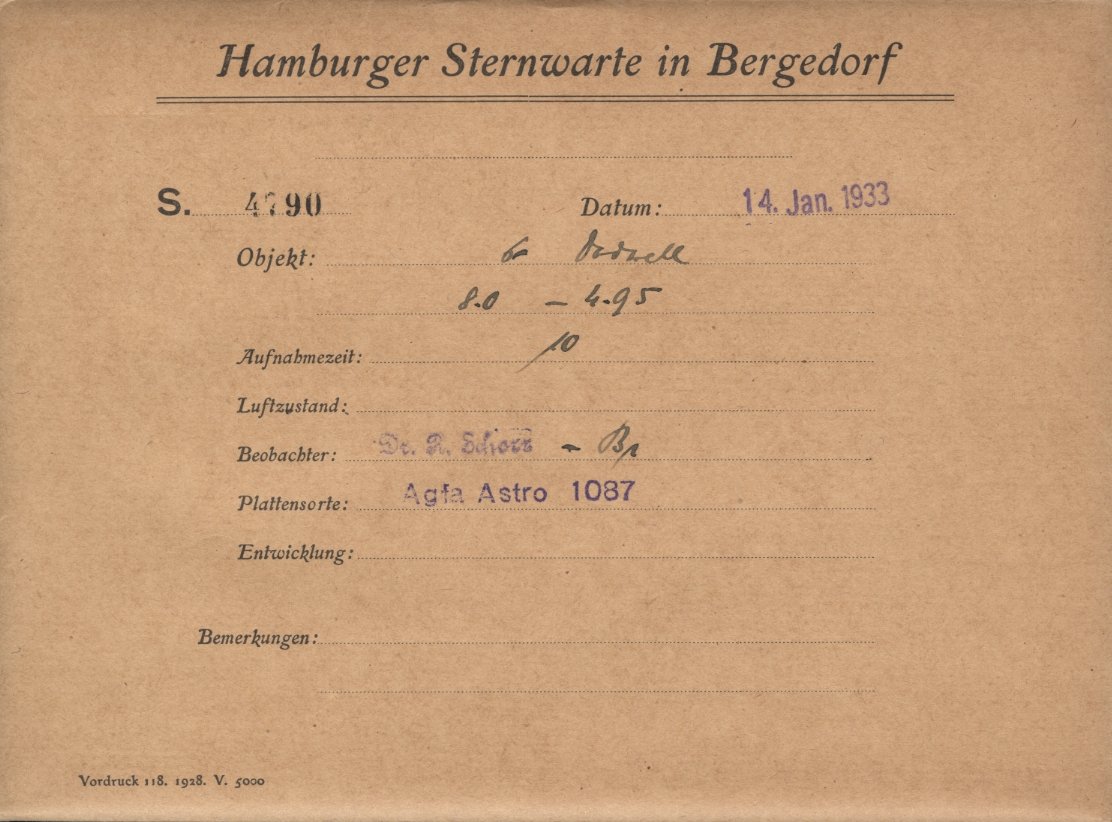 Hamburger Sternwarte in Bergedorf
S. 4790 Datum: 14. Jan. 1933
Objekt:
8.0 – 4.95
Aufnahmezeit: 10
Luftzustand:
Beobachter: Dr. R. Schorr – Br
Plattensorte: Agfa Astro 1087
Entwicklung:
Bemerkungen:
Vordruck 118. 1928. V. 5000